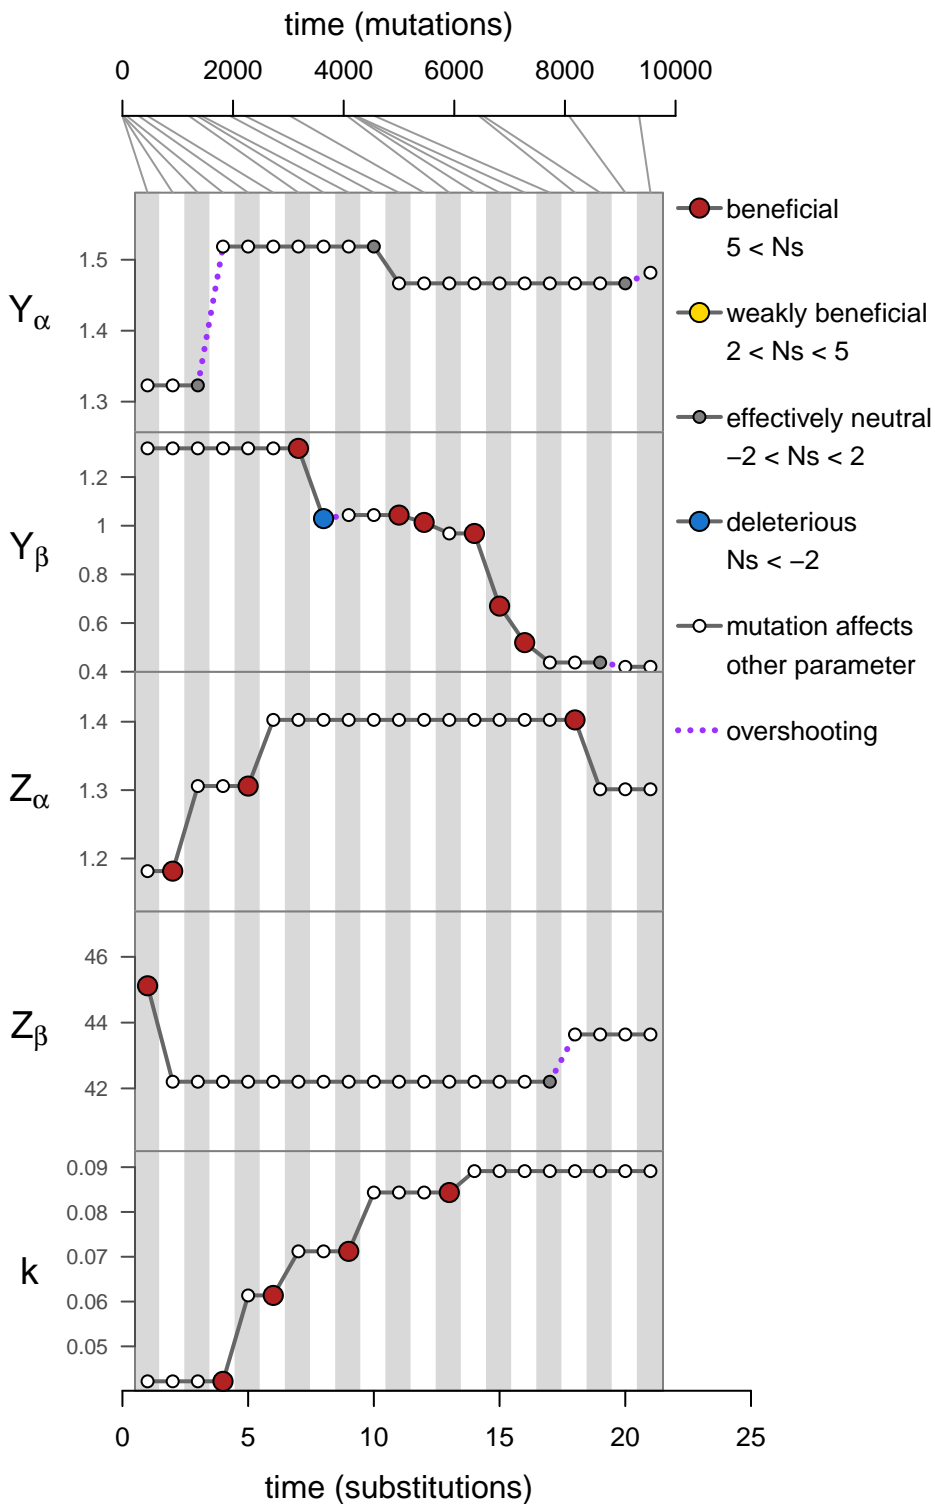 time (mutations)
0 2000 4000 6000 8000 10000
Yα
1.5
1.4
1.3
Yβ
1.2
1
0.8
0.6
0.4
Zα
1.4
1.3
1.2
Zβ
46
44
42
k
0.09
0.08
0.07
0.06
0.05
0 5 10 15 20 25
time (substitutions)
beneficial
5 < Ns
weakly beneficial
2 < Ns < 5
effectively neutral
−2 < Ns < 2
deleterious
Ns < −2
mutation affects
other parameter
overshooting